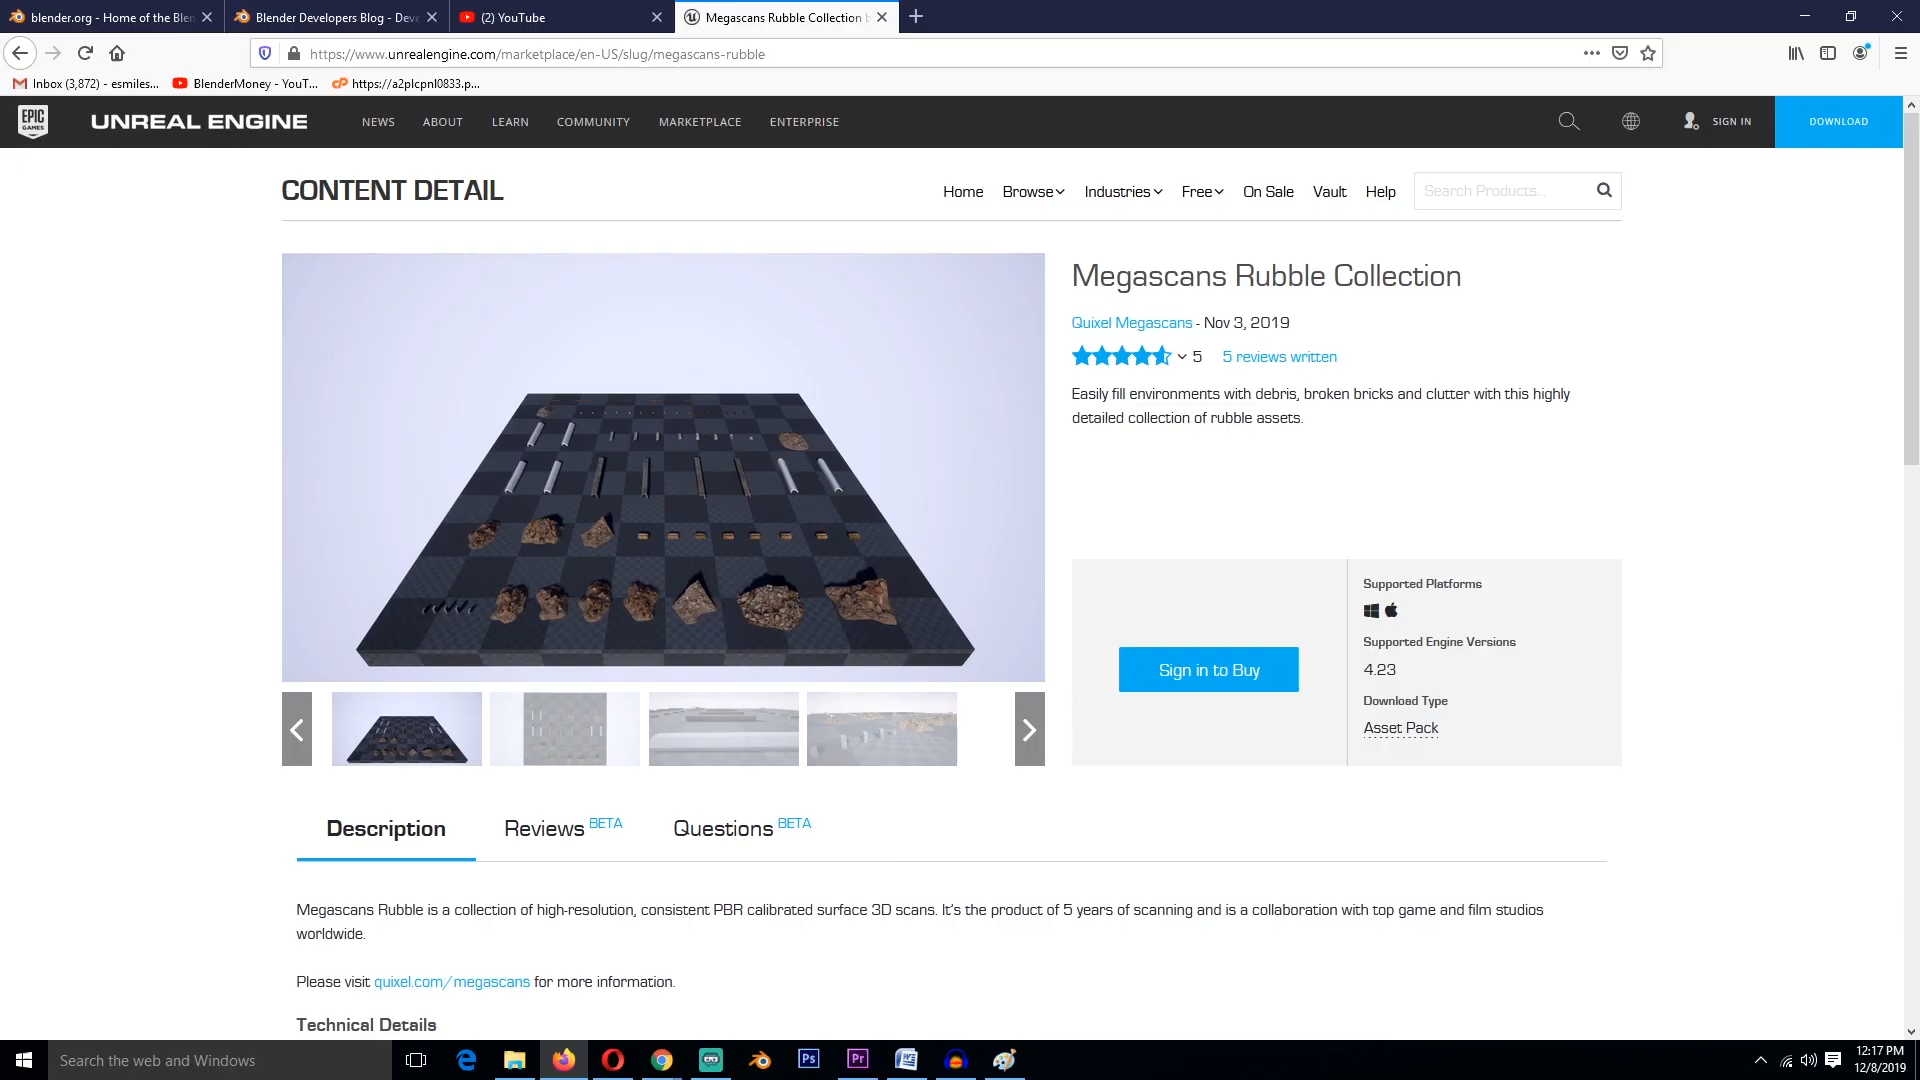 blender.org - Home of the Blen
Blender Developers Blog - Deve
(2) YouTube
Megascans Rubble Collection b
https://www.unrealengine.com/marketplace/en-US/slug/megascans-rubble
Inbox (3,872) - esmiles...
BlenderMoney - YouT...
https://a2plcpnl0833.p...
EPIC GAMES
UNREAL ENGINE
NEWS
ABOUT
LEARN
COMMUNITY
MARKETPLACE
ENTERPRISE
SIGN IN
DOWNLOAD
CONTENT DETAIL
Home
Browse
Industries
Free
On Sale
Vault
Help
Search Products...
Megascans Rubble Collection
Quixel Megascans - Nov 3, 2019
5
5 reviews written
Easily fill environments with debris, broken bricks and clutter with this highly
detailed collection of rubble assets.
Sign in to Buy
Supported Platforms
Supported Engine Versions
4.23
Download Type
Asset Pack
Description
Reviews BETA
Questions BETA
Megascans Rubble is a collection of high-resolution, consistent PBR calibrated surface 3D scans. It's the product of 5 years of scanning and is a collaboration with top game and film studios
worldwide.
Please visit quixel.com/megascans for more information.
Technical Details
Search the web and Windows
Ps
Pr
12:17 PM
12/8/2019